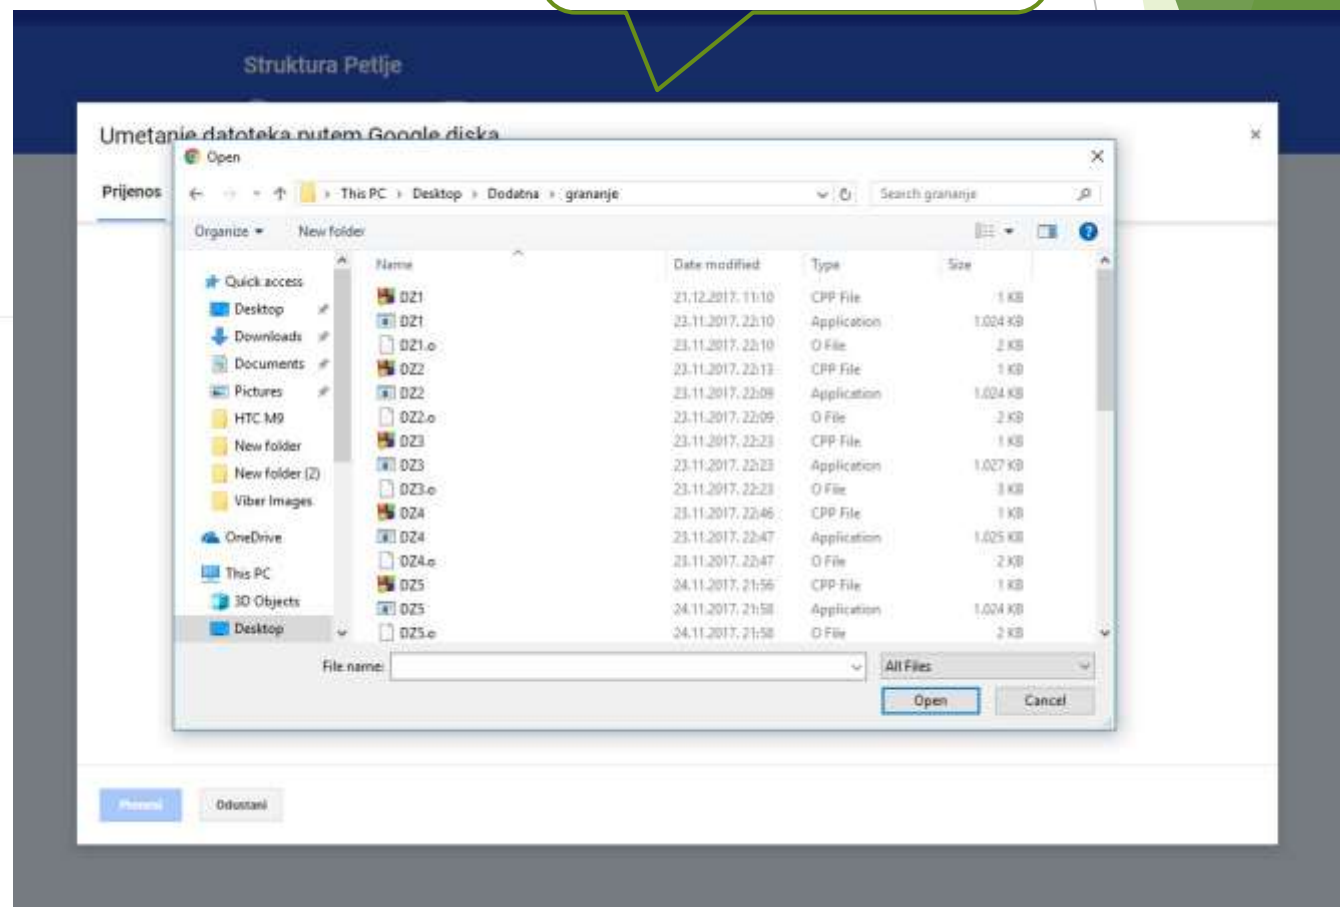 Struktura Petlje
Umetanje datoteka putem Google diska
Open
Prijenos
This PC Desktop Dodatna grananje
Search grananje
Organize New folder
Name Date modified Type Size
Quick access
Desktop
Downloads
Documents
Pictures
HTC M9
New folder
New folder (2)
Viber Images
OneDrive
This PC
3D Objects
Desktop
DZ1 21.12.2017. 11:10 CPP File 1 KB
DZ1 23.11.2017. 22:10 Application 1.024 KB
DZ1.o 23.11.2017. 22:10 O File 2 KB
DZ2 23.11.2017. 22:13 CPP File 1 KB
DZ2 23.11.2017. 22:09 Application 1.024 KB
DZ2.o 23.11.2017. 22:09 O File 2 KB
DZ3 23.11.2017. 22:23 CPP File 1 KB
DZ3 23.11.2017. 22:23 Application 1.027 KB
DZ3.o 23.11.2017. 22:23 O File 3 KB
DZ4 23.11.2017. 22:46 CPP File 1 KB
DZ4 23.11.2017. 22:47 Application 1.025 KB
DZ4.o 23.11.2017. 22:47 O File 2 KB
DZ5 24.11.2017. 21:56 CPP File 1 KB
DZ5 24.11.2017. 21:58 Application 1.024 KB
DZ5.o 24.11.2017. 21:58 O File 2 KB
File name: All Files
Open Cancel
Odustani